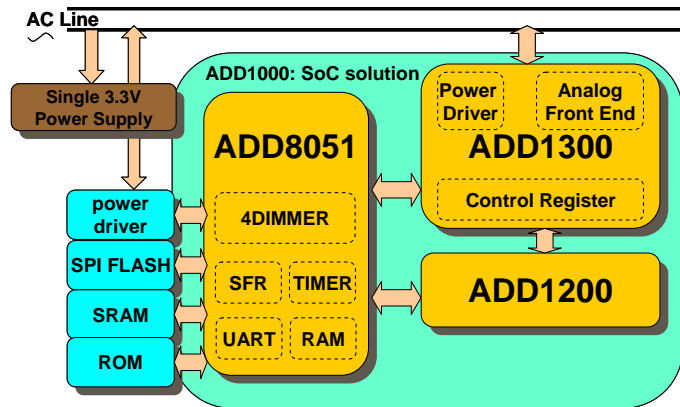 AC Line
ADD1000: SoC solution
Single 3.3V
Power Supply
ADD8051
4DIMMER
SFR
TIMER
UART
RAM
Power
Driver
Analog
Front End
ADD1300
Control Register
ADD1200
power
driver
SPI FLASH
SRAM
ROM